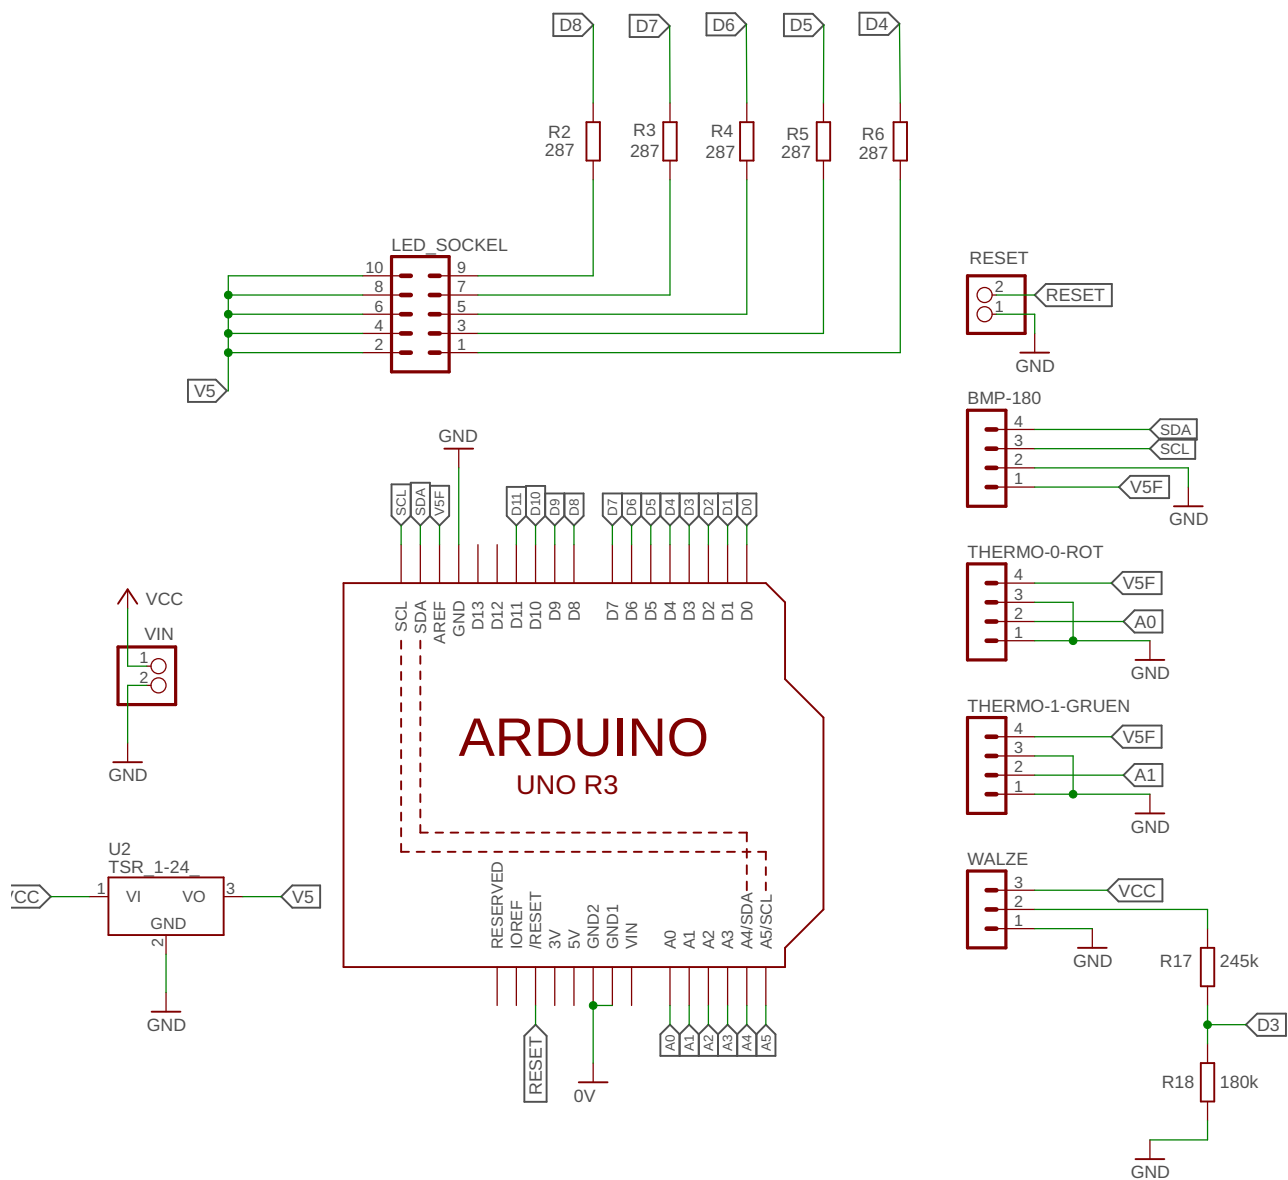 D8
D7
D6
D5
D4
R2
287
R3
287
R4
287
R5
287
R6
287
LED_SOCKEL
10 9
8 7
6 5
4 3
2 1
V5
RESET
2
1
RESET
GND
BMP-180
4
3
2
1
SDA
SCL
V5F
GND
GND
SCL
SDA
V5F
D11
D10
D9
D8
D7
D6
D5
D4
D3
D2
D1
D0
SCL
SDA
AREF
GND
D13
D12
D11
D10
D9
D8
D7
D6
D5
D4
D3
D2
D1
D0
THERMO-0-ROT
4
3
2
1
V5F
A0
GND
VCC
VIN
1
2
GND
ARDUINO
UNO R3
THERMO-1-GRUEN
4
3
2
1
V5F
A1
GND
U2
TSR_1-24_
VCC
1
VI
VO
3
V5
GND
2
GND
RESERVED
IOREF
/RESET
3V
5V
GND2
GND1
VIN
A0
A1
A2
A3
A4/SDA
A5/SCL
RESET
0V
A0
A1
A2
A3
A4
A5
WALZE
3
2
1
VCC
GND
R17
245k
D3
R18
180k
GND